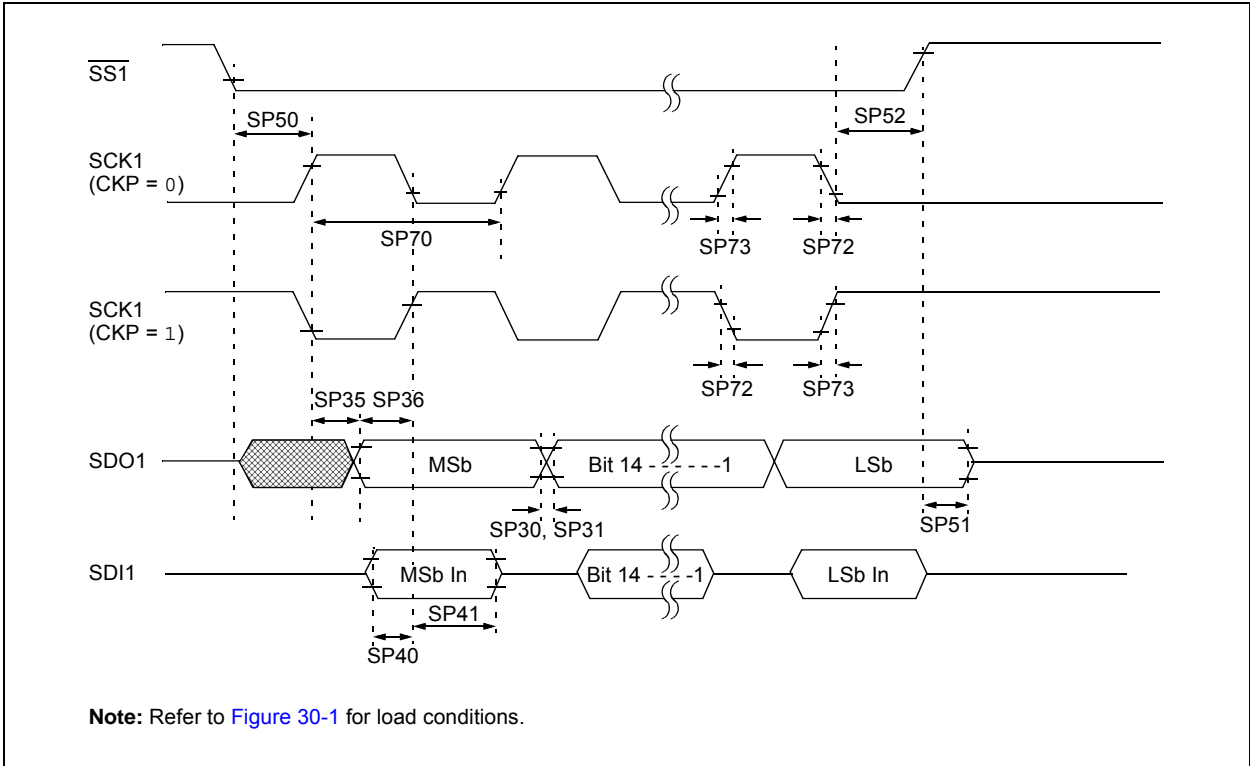 SS1
SP50
SP52
SCK1
(CKP = 0)
SP70
SP73
SP72
SCK1
(CKP = 1)
SP72
SP73
SP35 SP36
SDO1
MSb
Bit 14 - - - - - - -1
LSb
SP30, SP31
SP51
SDI1
MSb In
Bit 14 - - - -1
LSb In
SP41
SP40
Note: Refer to Figure 30-1 for load conditions.